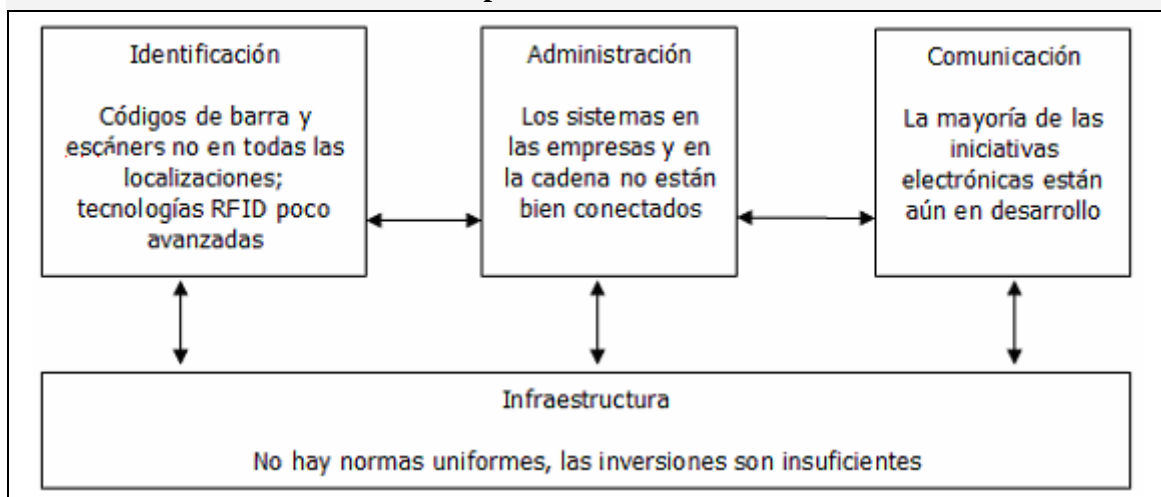 Identificación
Códigos de barra y
escáners no en todas las
localizaciones;
tecnologías RFID poco
avanzadas
Administración
Los sistemas en
las empresas y en
la cadena no están
bien conectados
Comunicación
La mayoría de las
iniciativas
electrónicas están
aún en desarrollo
Infraestructura
No hay normas uniformes, las inversiones son insuficientes